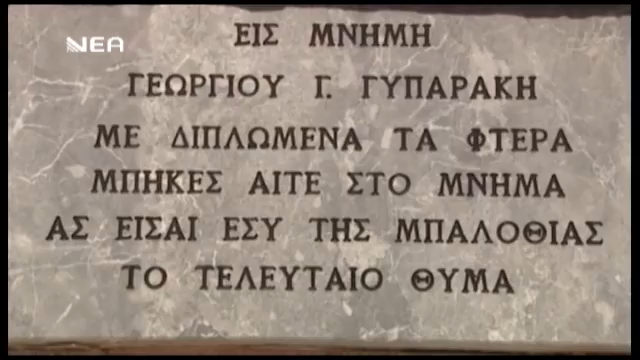 NEA
ΕΙΣ ΜΝΗΜΗ
ΓΕΩΡΓΙΟΥ Γ. ΓΥΠΑΡΑΚΗ
ΜΕ ΔΙΠΛΩΜΕΝΑ ΤΑ ΦΤΕΡΑ
ΜΠΗΚΕΣ ΑΙΤΕ ΣΤΟ ΜΝΗΜΑ
ΑΣ ΕΙΣΑΙ ΕΣΥ ΤΗΣ ΜΠΑΛΟΘΙΑΣ
ΤΟ ΤΕΛΕΥΤΑΙΟ ΘΥΜΑ